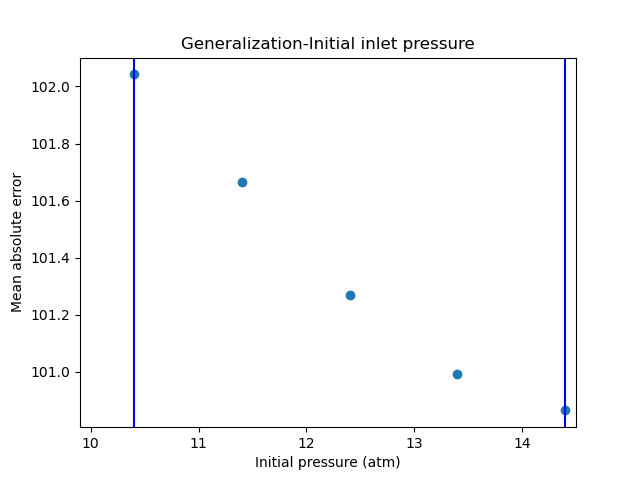 Generalization-Initial inlet pressure
102.0
101.8
101.6
101.4
101.2
101.0
Mean absolute error
10 11 12 13 14
Initial pressure (atm)